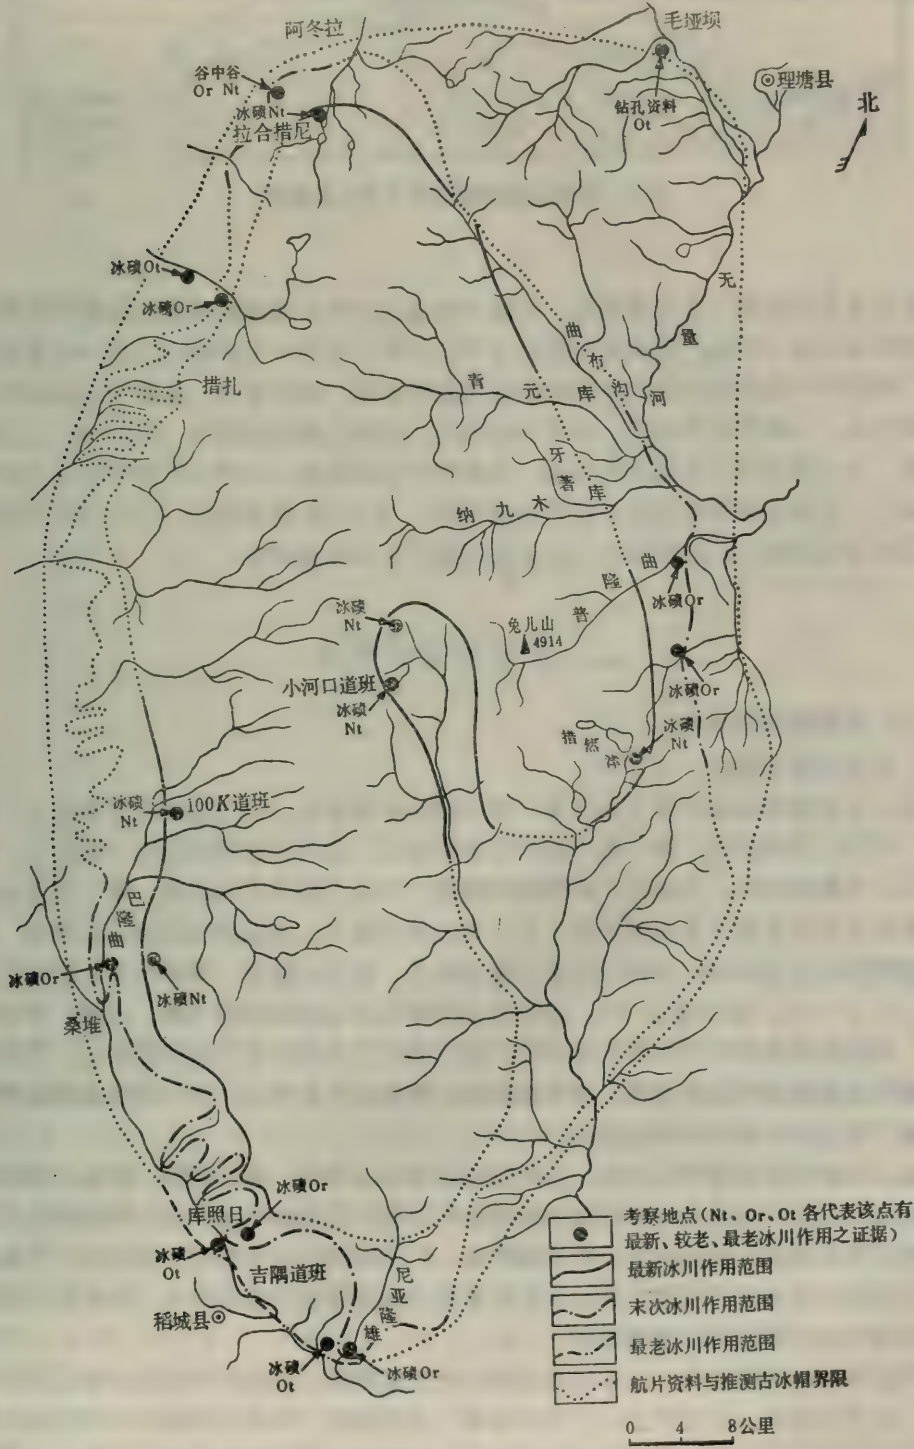 阿冬拉
毛垭坝
谷中谷
Or Nt
理塘县
冰碛Nt
拉合措尼
钻孔资料
Ot
北
冰碛Ot
冰碛Or
无量河
曲布沟
措扎
青元库
牙著库
纳九木
普隆曲
冰碛Or
冰碛
Nt
兔儿山
4914
小河口道班
冰碛
Nt
冰碛Or
冰碛
Nt
措然
冰碛
Nt
100K道班
巴隆曲
冰碛Or
冰碛Nt
桑堆
冰碛Or
库照日
冰碛
Ot
吉隅道班
尼亚隆雄
稻城县
冰碛
Ot
冰碛Or
考察地点(Nt、Or、Ot 各代表该点有
最新、较老、最老冰川作用之证据)
最新冰川作用范围
末次冰川作用范围
最老冰川作用范围
航片资料与推测古冰帽界限
0 4 8公里